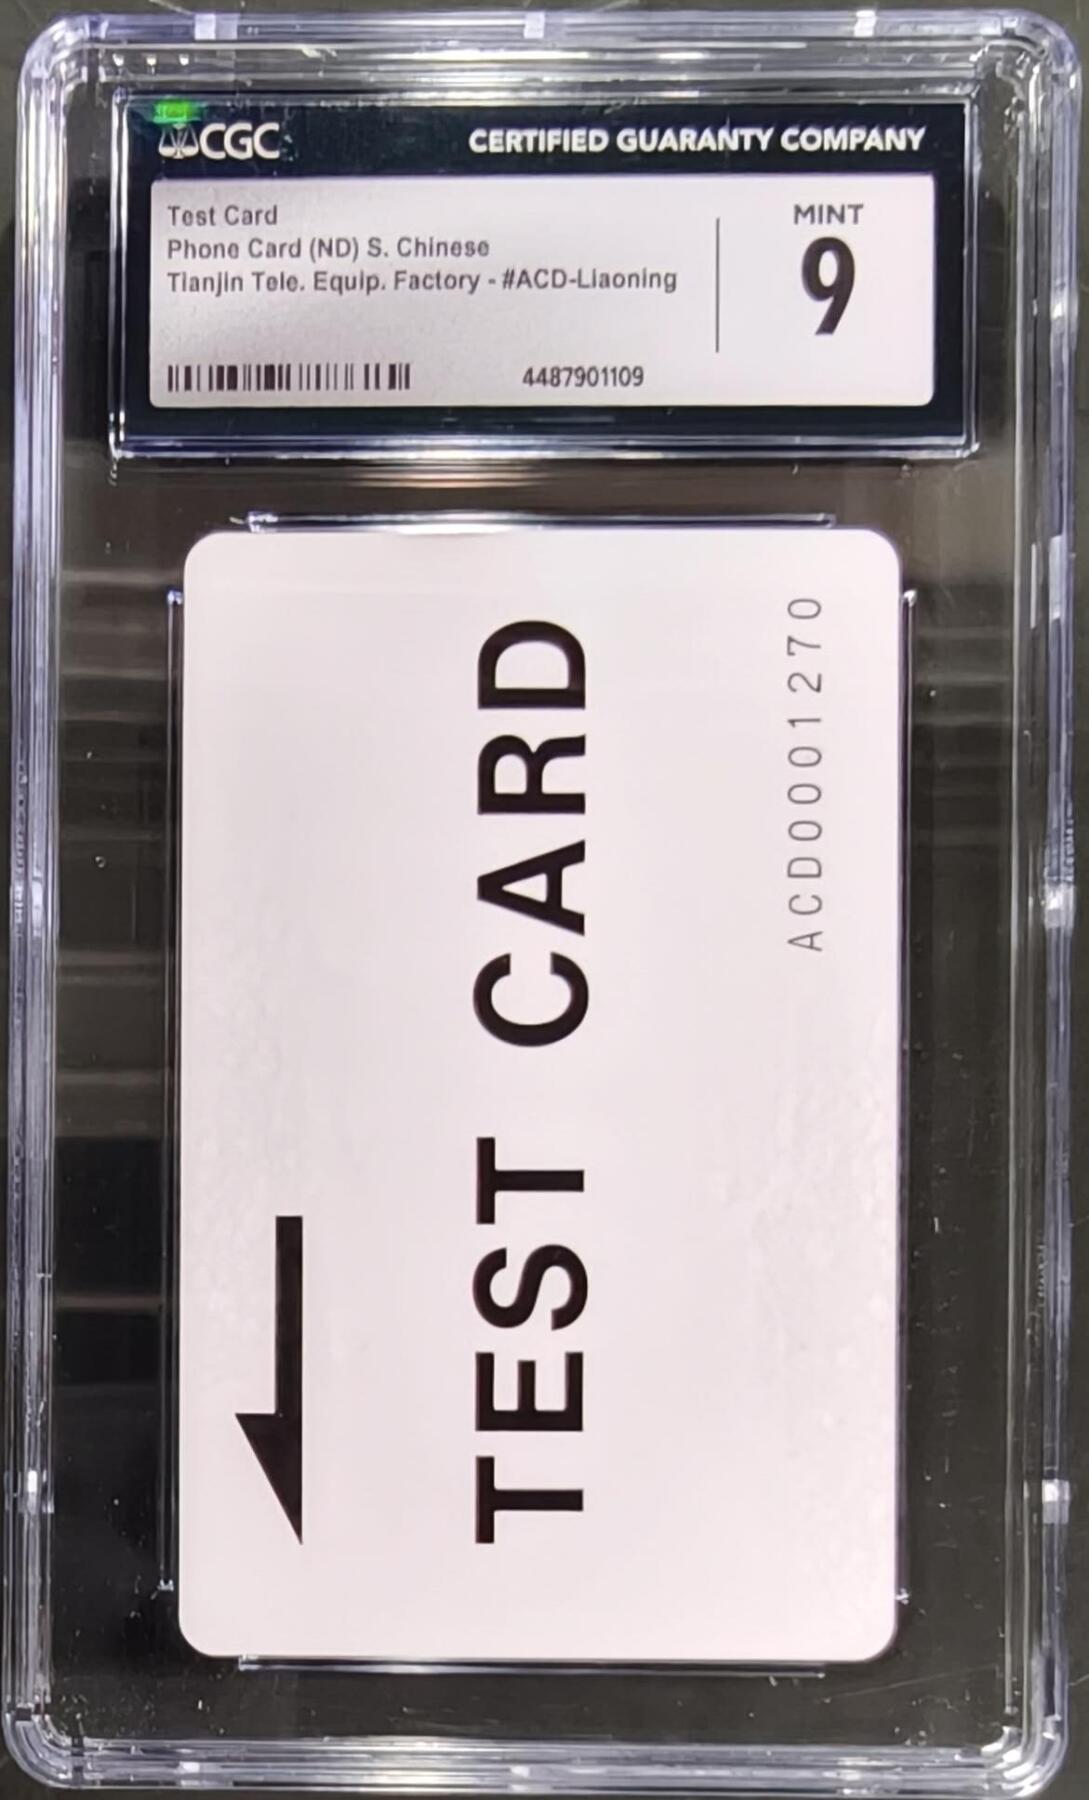 CGC
CERTIFIED GUARANTY COMPANY
Test Card
Phone Card (ND) S. Chinese
Tianjin Tele. Equip. Factory - #ACD-Liaoning
MINT
9
4487901109
TEST CARD
ACD0001270